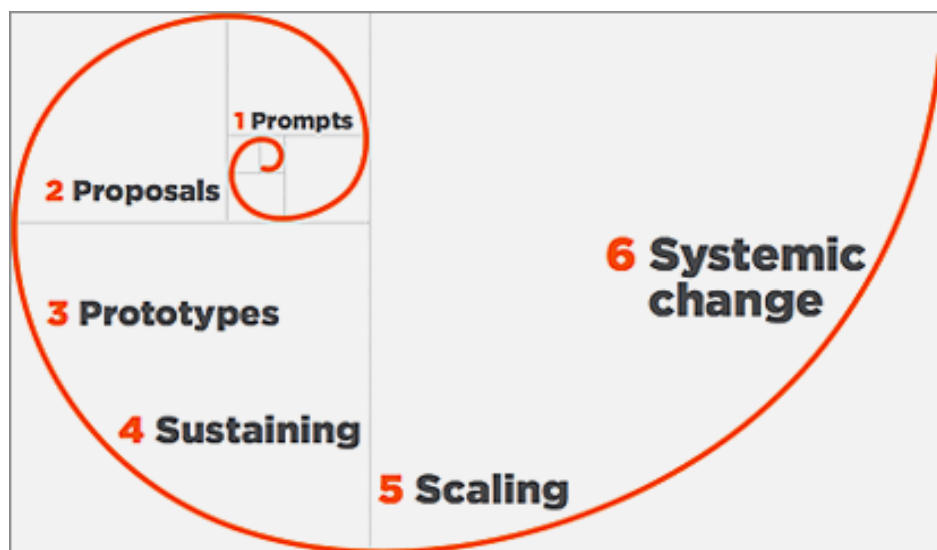 1 Prompts
2 Proposals
3 Prototypes
4 Sustaining
5 Scaling
6 Systemic
change